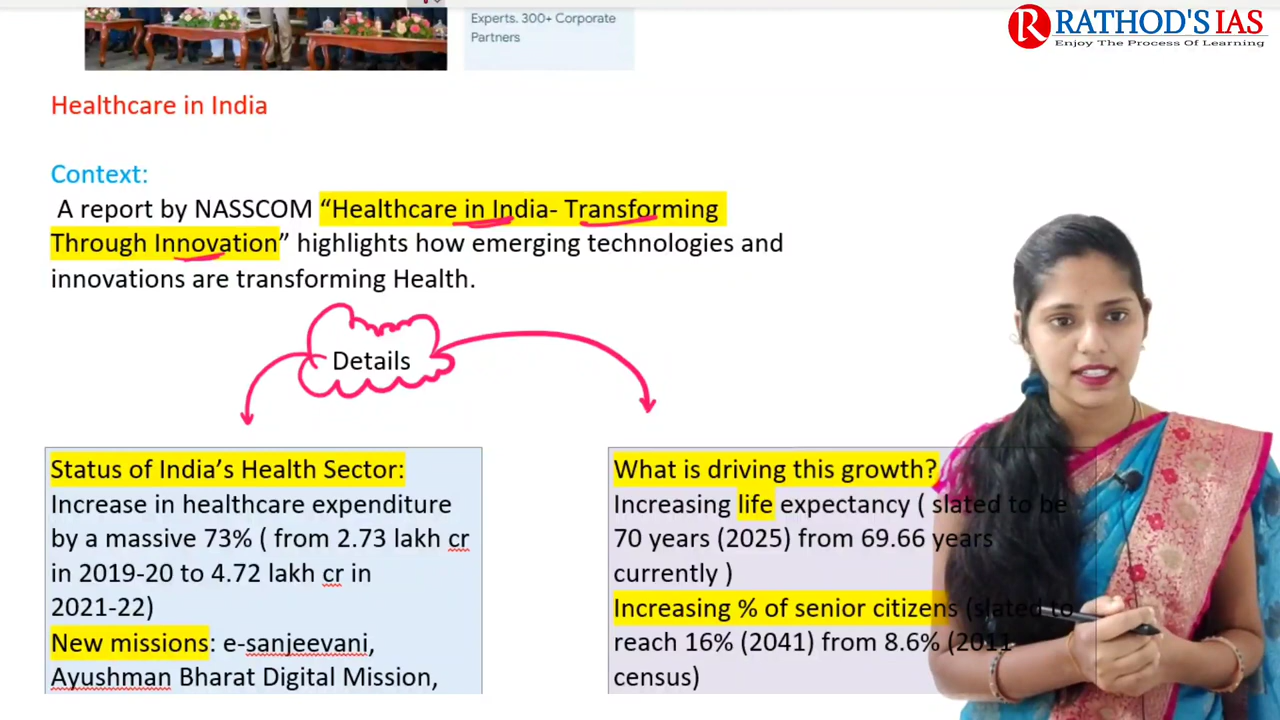 Experts. 300+ Corporate
Partners
RATHOD'S IAS
Enjoy The Process Of Learning
Healthcare in India
Context:
A report by NASSCOM “Healthcare in India- Transforming
Through Innovation” highlights how emerging technologies and
innovations are transforming Health.
Details
Status of India’s Health Sector:
Increase in healthcare expenditure
by a massive 73% ( from 2.73 lakh cr
in 2019-20 to 4.72 lakh cr in
2021-22)
New missions: e-sanjeevani,
Ayushman Bharat Digital Mission,
What is driving this growth?
Increasing life expectancy ( slated to be
70 years (2025) from 69.66 years
currently )
Increasing % of senior citizens (slated to
reach 16% (2041) from 8.6% (2011
census)